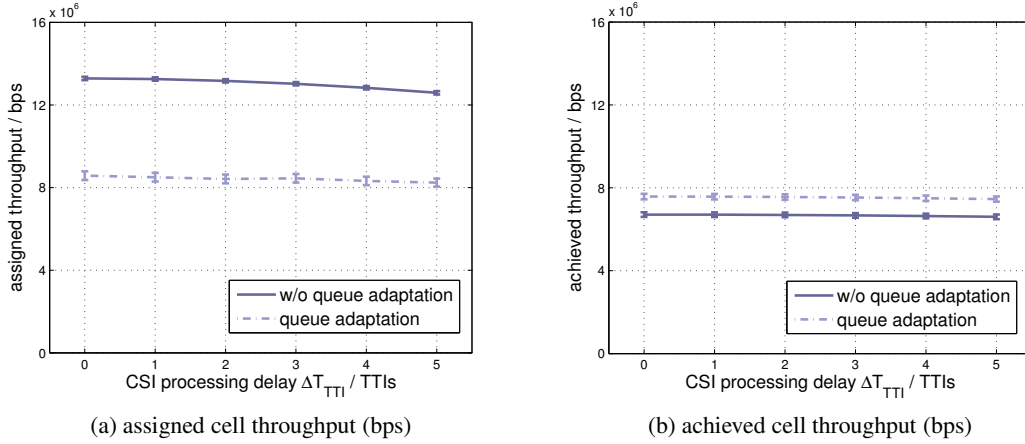 x 10^6
16
12
8
4
0
assigned throughput / bps
w/o queue adaptation
queue adaptation
0 1 2 3 4 5
CSI processing delay ΔT_TTI / TTIs
(a) assigned cell throughput (bps)
x 10^6
16
12
8
4
0
achieved throughput / bps
w/o queue adaptation
queue adaptation
0 1 2 3 4 5
CSI processing delay ΔT_TTI / TTIs
(b) achieved cell throughput (bps)